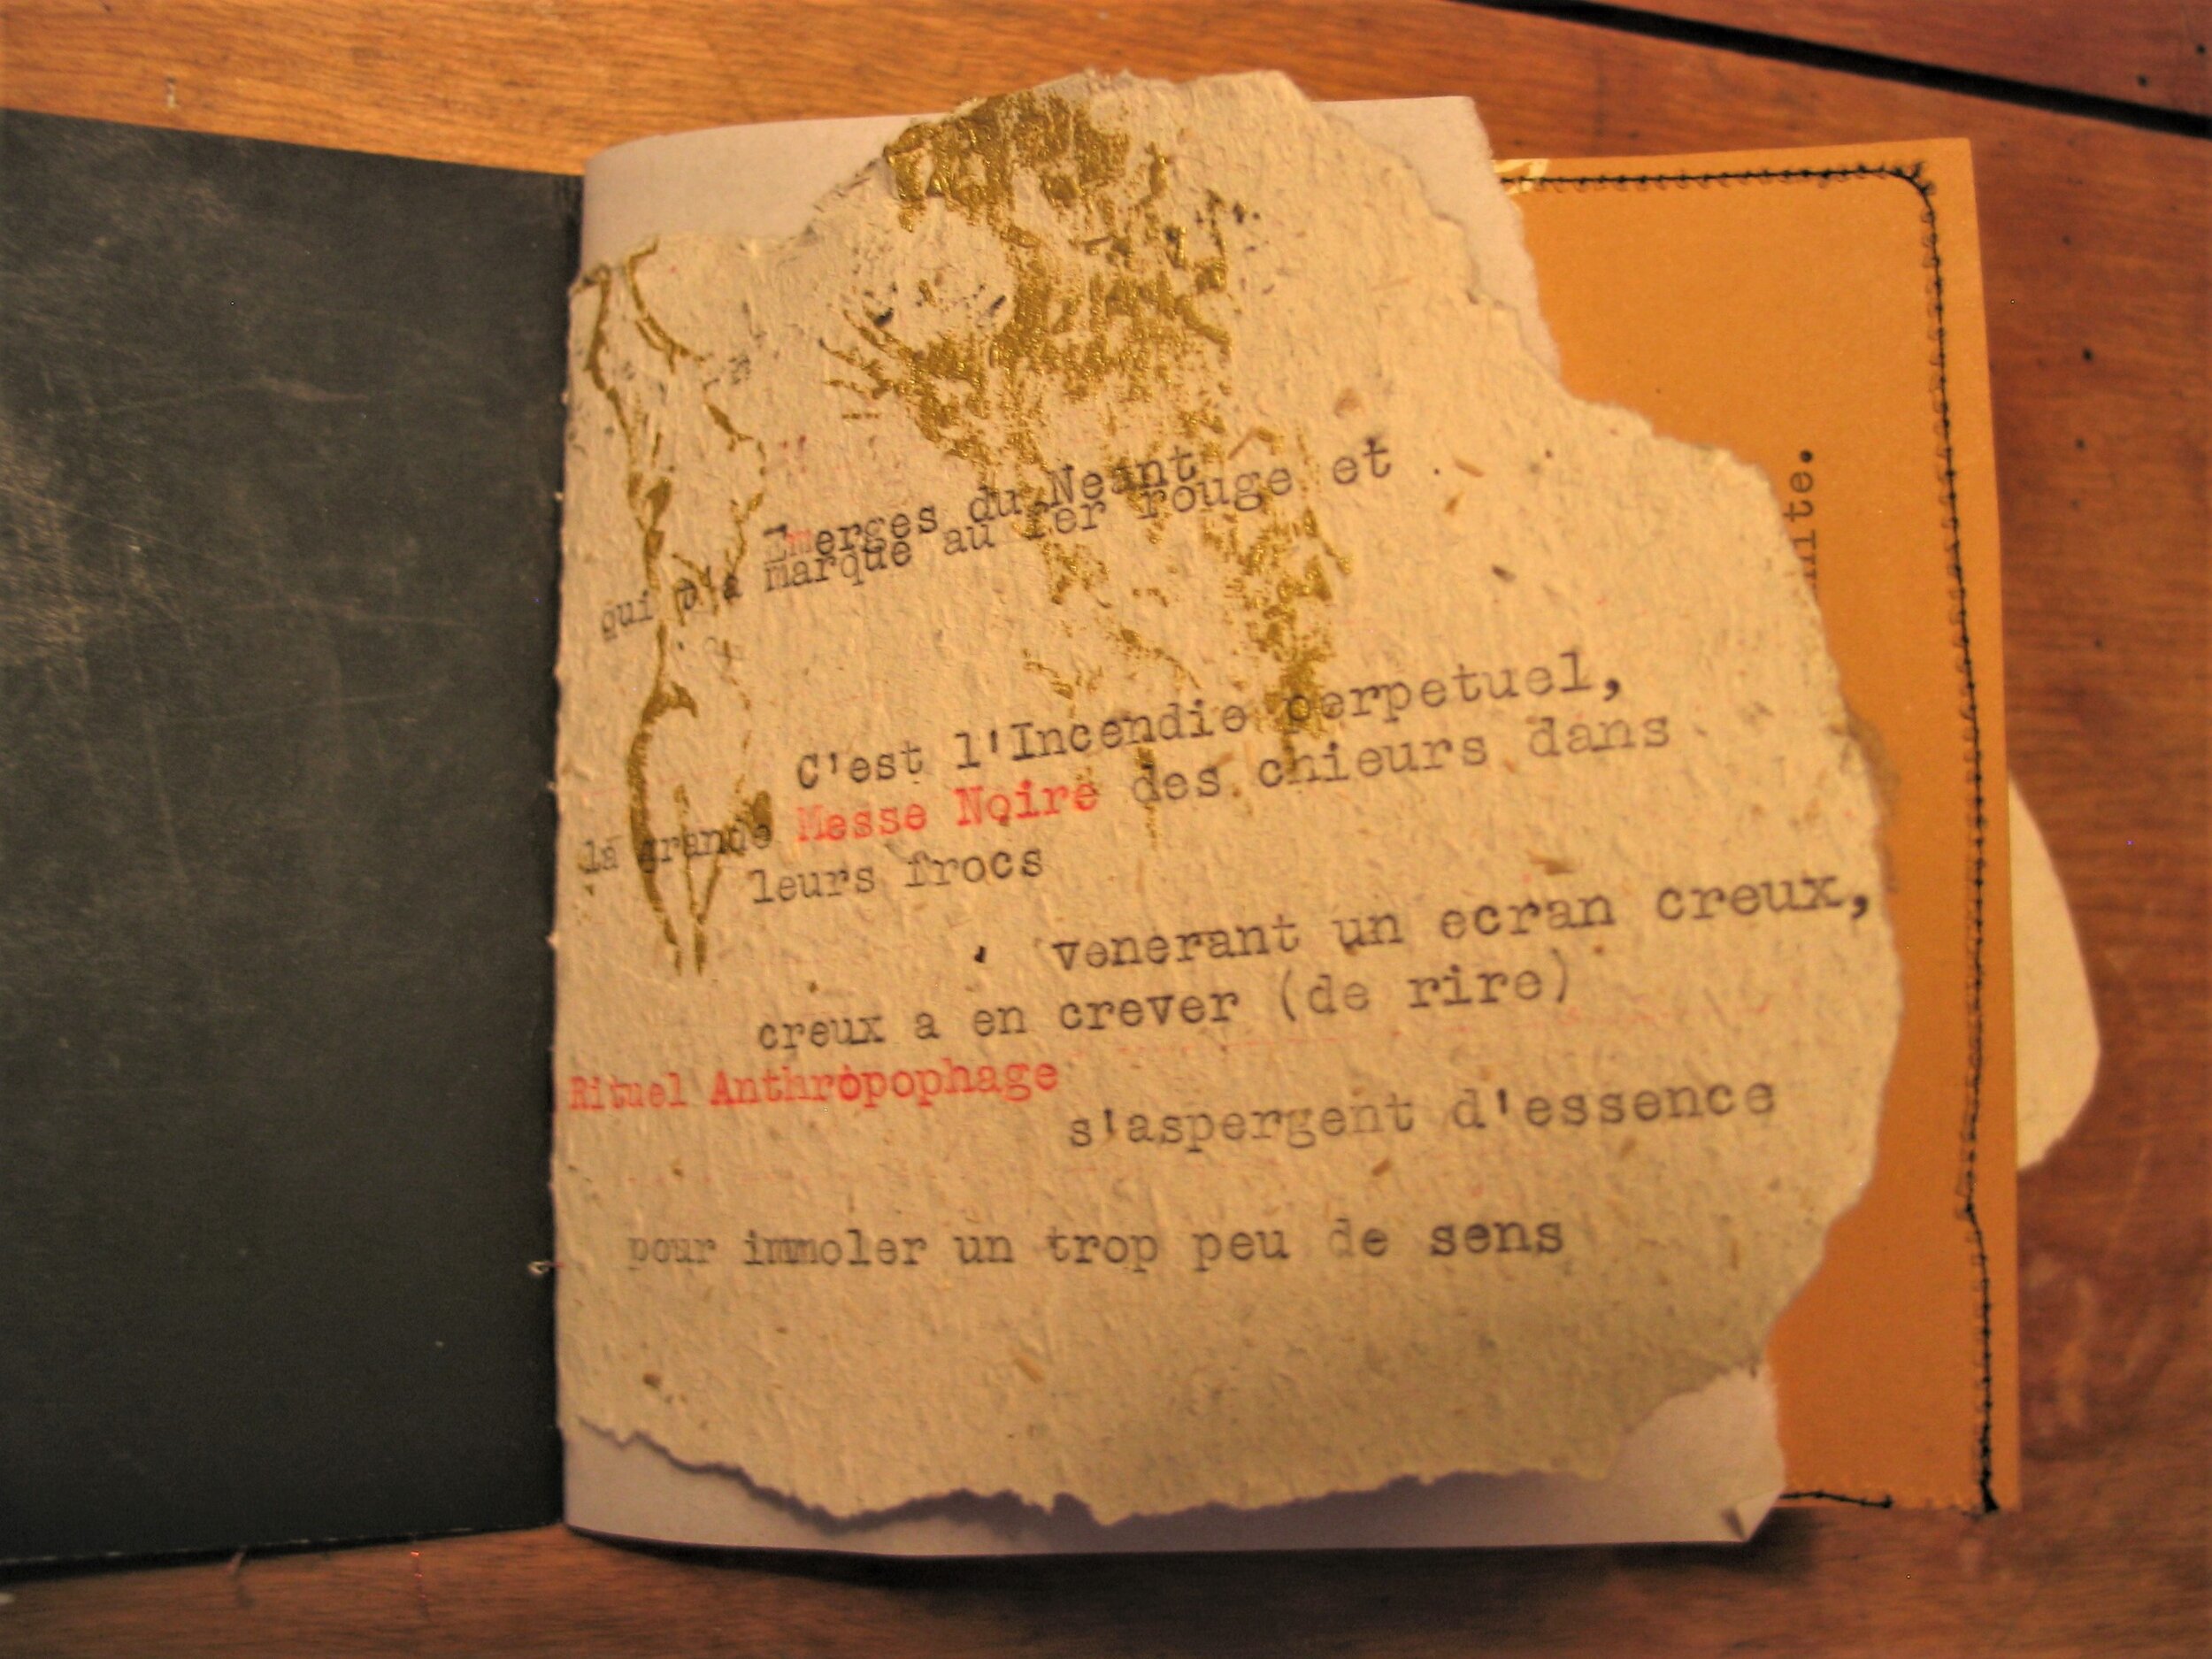 Emerges du Neant
qui t'a marque au fer rouge et .
C'est l'Incendie perpetuel,
la grande Messe Noire des chieurs dans
leurs frocs
venerant un ecran creux,
creux a en crever (de rire)
Rituel Anthropophage
s'aspergent d'essence
pour immoler un trop peu de sens